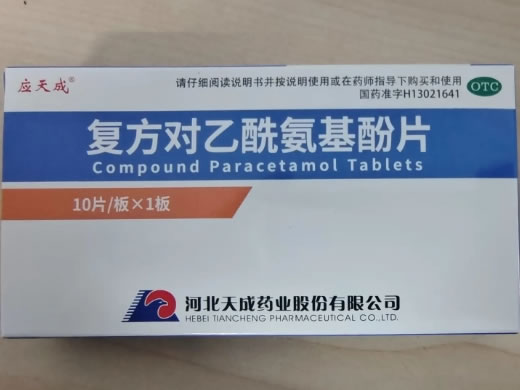 应天成®
请仔细阅读说明书并按说明使用或在药师指导下购买和使用
国药准字H13021641
OTC
复方对乙酰氨基酚片
Compound Paracetamol Tablets
10片/板×1板
河北天成药业股份有限公司
HEBEI TIANCHENG PHARMACEUTICAL CO.,LTD.